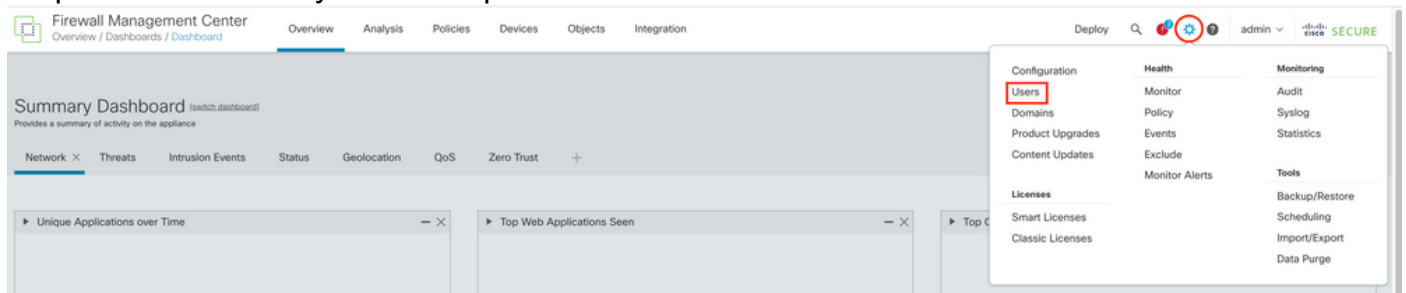 Firewall Management Center
Overview / Dashboards / Dashboard
Overview Analysis Policies Devices Objects Integration
Deploy
admin
cisco SECURE
Summary Dashboard (switch dashboard)
Provides a summary of activity on the appliance
Network Threats Intrusion Events Status Geolocation QoS Zero Trust
Unique Applications over Time
Top Web Applications Seen
Top
Configuration
Users
Domains
Product Upgrades
Content Updates
Licenses
Smart Licenses
Classic Licenses
Health
Monitor
Policy
Events
Exclude
Monitor Alerts
Monitoring
Audit
Syslog
Statistics
Tools
Backup/Restore
Scheduling
Import/Export
Data Purge